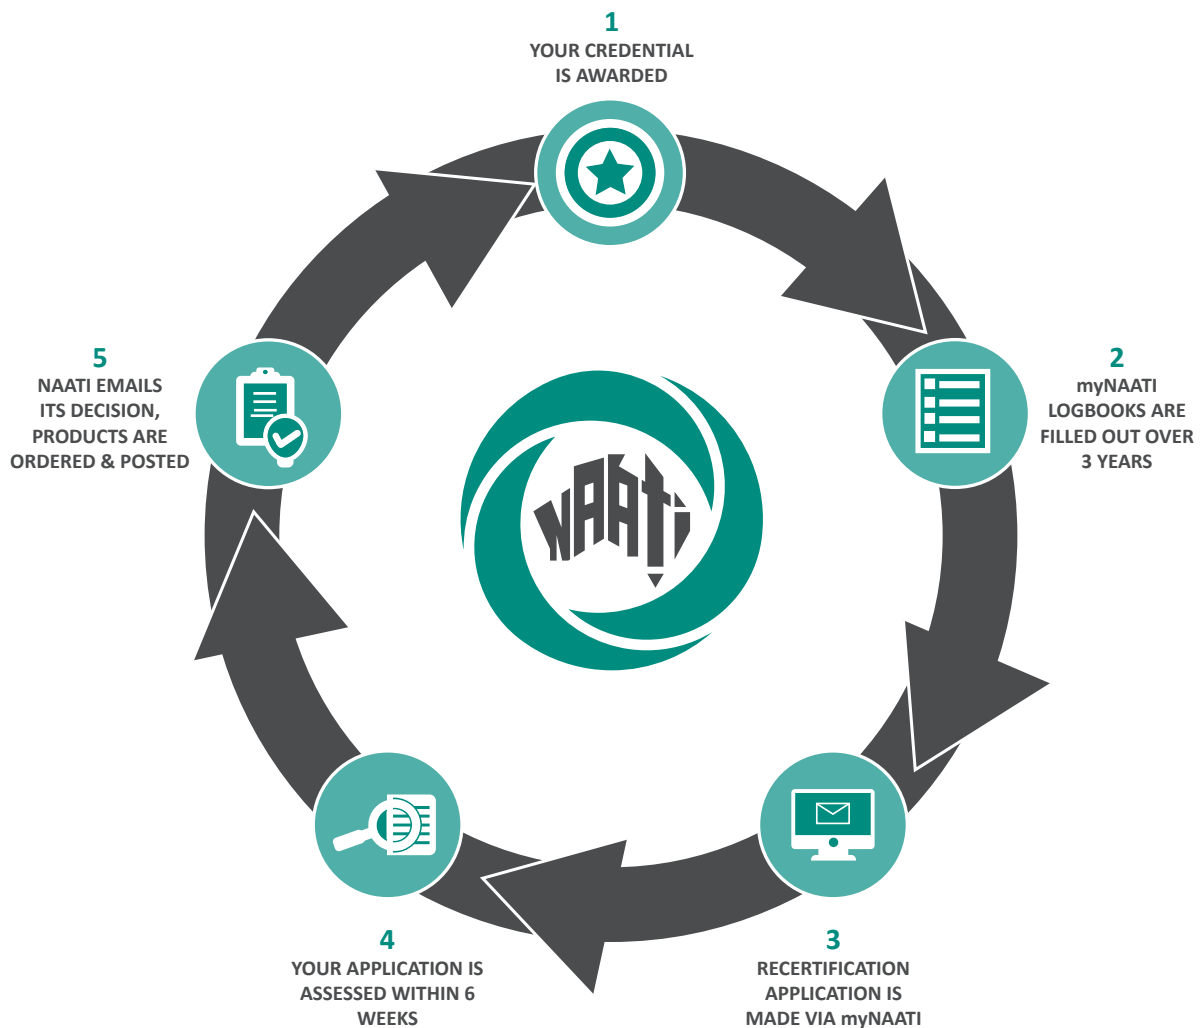 1
YOUR CREDENTIAL
IS AWARDED
2
myNAATI
LOGBOOKS ARE
FILLED OUT OVER
3 YEARS
3
RECERTIFICATION
APPLICATION IS
MADE VIA myNAATI
4
YOUR APPLICATION IS
ASSESSED WITHIN 6
WEEKS
5
NAATI EMAILS
ITS DECISION,
PRODUCTS ARE
ORDERED & POSTED
NAATi